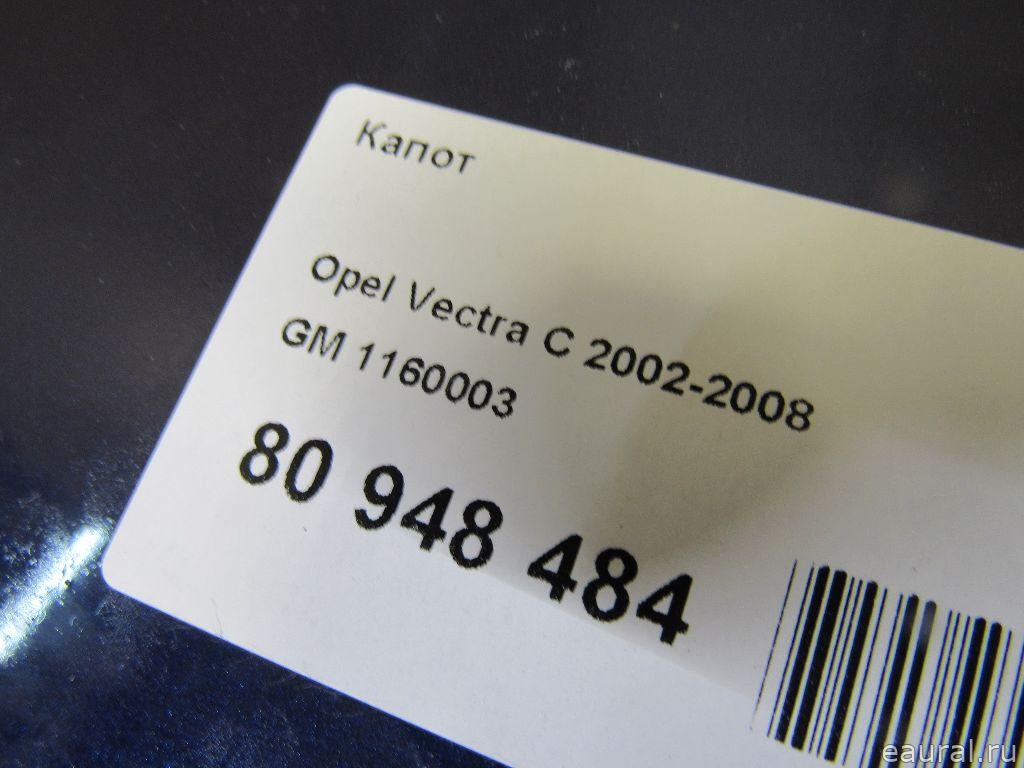 Капот
Opel Vectra C 2002-2008
GM 1160003
80 948 484
eaural.ru